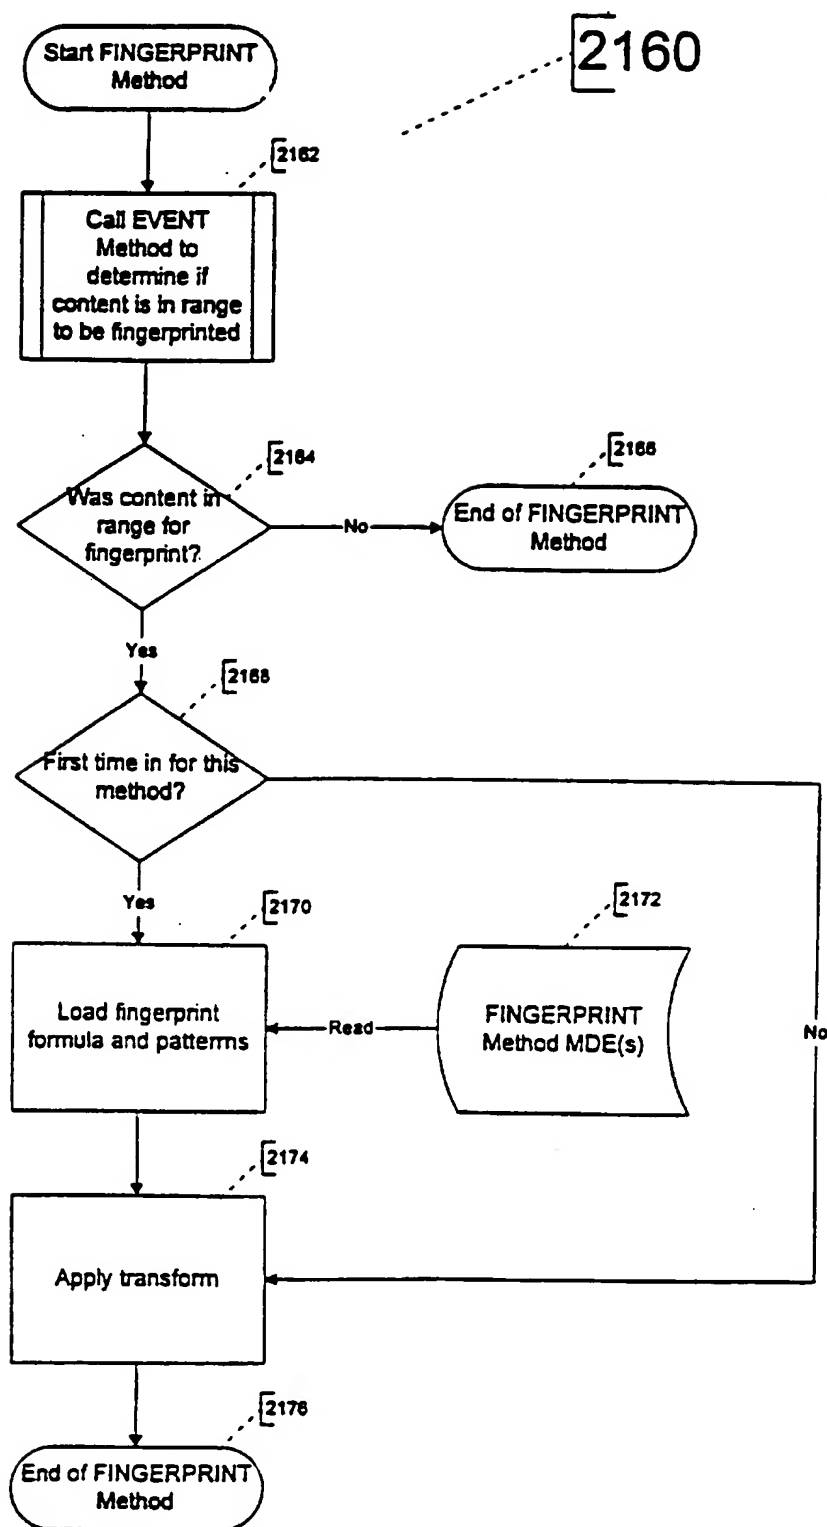 Start FINGERPRINT
Method
2160
2162
Call EVENT
Method to
determine if
content is in range
to be fingerprinted
2164
Was content in
range for
fingerprint?
No
2166
End of FINGERPRINT
Method
Yes
2168
First time in for this
method?
Yes
No
2170
Load fingerprint
formula and patterns
Read
2172
FINGERPRINT
Method MDE(s)
2174
Apply transform
2176
End of FINGERPRINT
Method